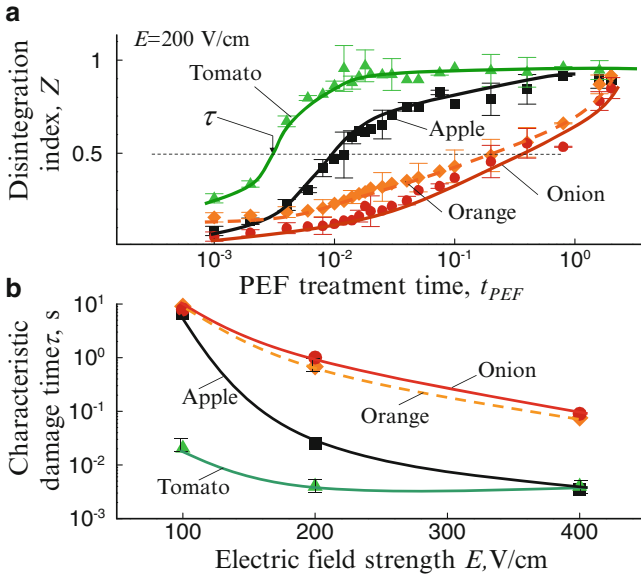 a
E=200 V/cm
Disintegration
index, Z
1
0.5
Tomato
τ
Apple
Orange
Onion
10⁻³
10⁻²
10⁻¹
10⁰
PEF treatment time, t_PEF
b
Characteristic
damage timeτ, s
10¹
10⁰
10⁻¹
10⁻²
10⁻³
Apple
Onion
Orange
Tomato
100
200
300
400
Electric field strength E, V/cm